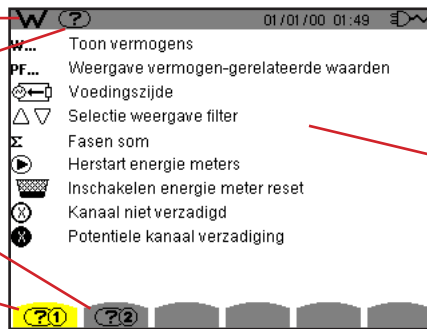 W ? 01/01/00 01:49
W... Toon vermogens
PF... Weergave vermogen-gerelateerde waarden
Voedingszijde
Selectie weergave filter
Σ Fasen som
Herstart energie meters
Inschakelen energie meter reset
X Kanaal niet verzadigd
X Potentiele kanaal verzadiging
?1 ?2